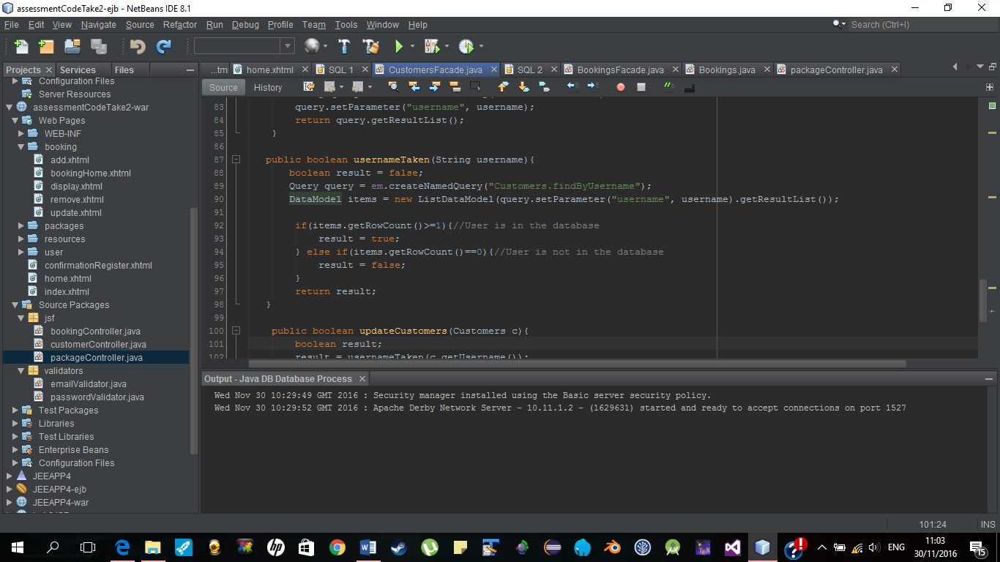 assessmentCodeTake2-ejb - NetBeans IDE 8.1
File Edit View Navigate Source Refactor Run Debug Profile Team Tools Window Help
Search (Ctrl+I)
Projects Services Files
...tm home.xhtml SQL 1 CustomersFacade.java SQL 2 BookingsFacade.java Bookings.java packageController.java
Source History
Configuration Files
Server Resources
assessmentCodeTake2-war
Web Pages
WEB-INF
booking
add.xhtml
bookingHome.xhtml
display.xhtml
remove.xhtml
update.xhtml
packages
resources
user
confirmationRegister.xhtml
home.xhtml
index.xhtml
Source Packages
jsf
bookingController.java
customerController.java
packageController.java
validators
emailValidator.java
passwordValidator.java
Test Packages
Libraries
Test Libraries
Enterprise Beans
Configuration Files
JEEAPP4
JEEAPP4-ejb
JEEAPP4-war
83 query.setParameter("username", username);
84 return query.getResultList();
85 }
86
87 public boolean usernameTaken(String username){
88 boolean result = false;
89 Query query = em.createNamedQuery("Customers.findByUsername");
90 DataModel items = new ListDataModel(query.setParameter("username", username).getResultList());
91
92 if(items.getRowCount()>=1){//User is in the database
93 result = true;
94 } else if(items.getRowCount()==0){//User is not in the database
95 result = false;
96 }
97 return result;
98 }
99
100 public boolean updateCustomers(Customers c){
101 boolean result;
102 result = usernameTaken(c.getUsername());
Output - Java DB Database Process
Wed Nov 30 10:29:49 GMT 2016 : Security manager installed using the Basic server security policy.
Wed Nov 30 10:29:52 GMT 2016 : Apache Derby Network Server - 10.11.1.2 - (1629631) started and ready to accept connections on port 1527
101:24 INS
ENG
11:03
30/11/2016
15